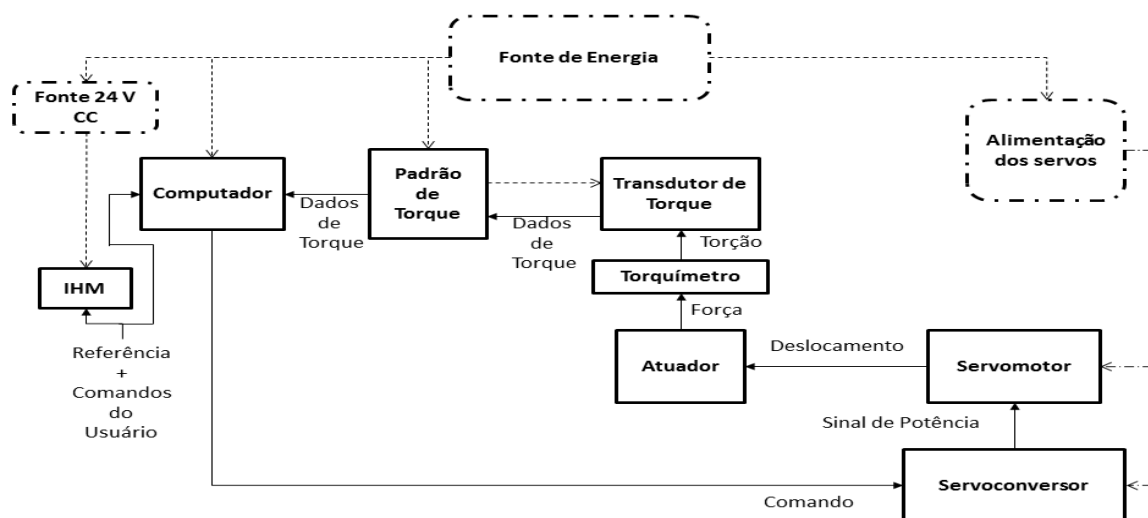 Fonte de Energia
Fonte 24 V
CC
Alimentação
dos servos
Computador
Padrão
de
Torque
Transdutor de
Torque
Dados
de
Torque
Dados
de
Torque
Torção
Torquímetro
IHM
Força
Referência
+
Comandos
do
Usuário
Atuador
Deslocamento
Servomotor
Sinal de Potência
Servoconversor
Comando